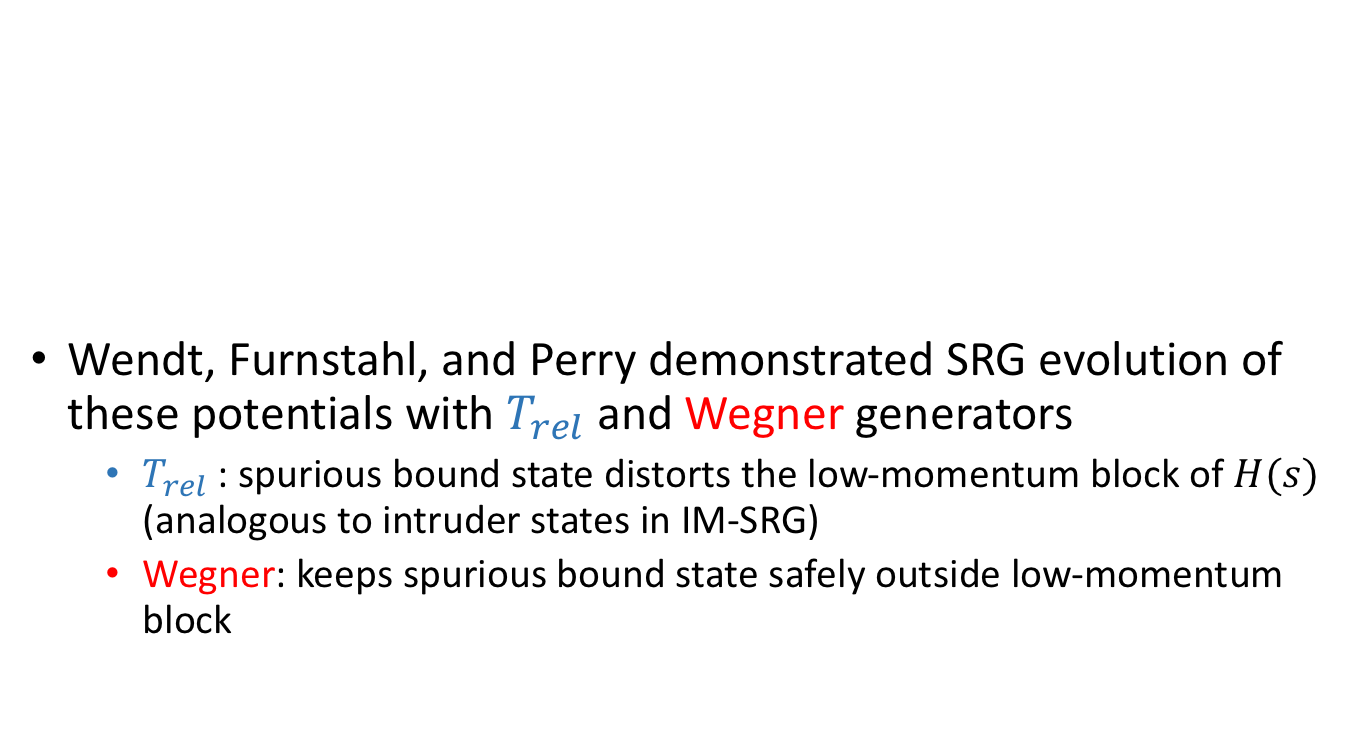 • Wendt, Furnstahl, and Perry demonstrated SRG evolution of
these potentials with T_rel and Wegner generators
• T_rel : spurious bound state distorts the low-momentum block of H(s)
(analogous to intruder states in IM-SRG)
• Wegner: keeps spurious bound state safely outside low-momentum
block